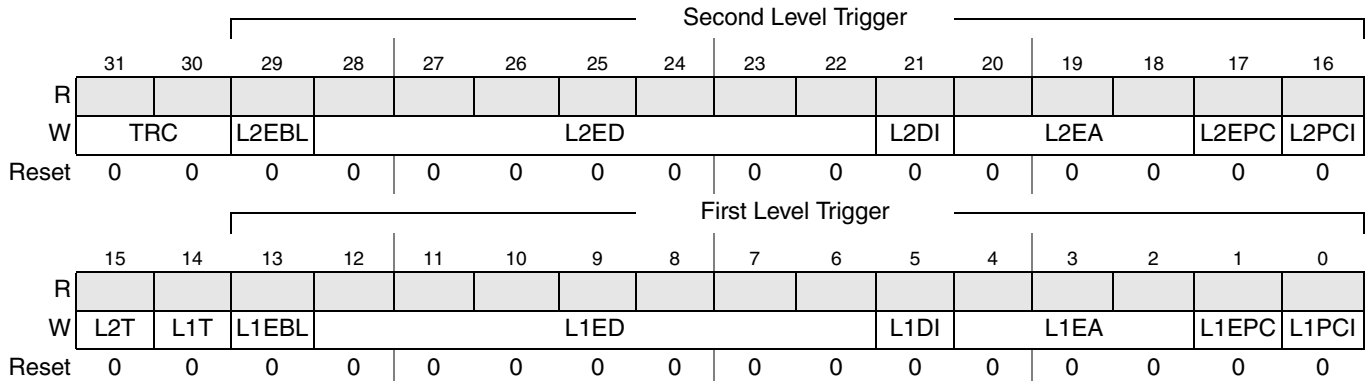 Second Level Trigger
31 30 29 28 27 26 25 24 23 22 21 20 19 18 17 16
R
W TRC L2EBL L2ED L2DI L2EA L2EPC L2PCI
Reset 0 0 0 0 0 0 0 0 0 0 0 0 0 0 0 0
First Level Trigger
15 14 13 12 11 10 9 8 7 6 5 4 3 2 1 0
R
W L2T L1T L1EBL L1ED L1DI L1EA L1EPC L1PCI
Reset 0 0 0 0 0 0 0 0 0 0 0 0 0 0 0 0